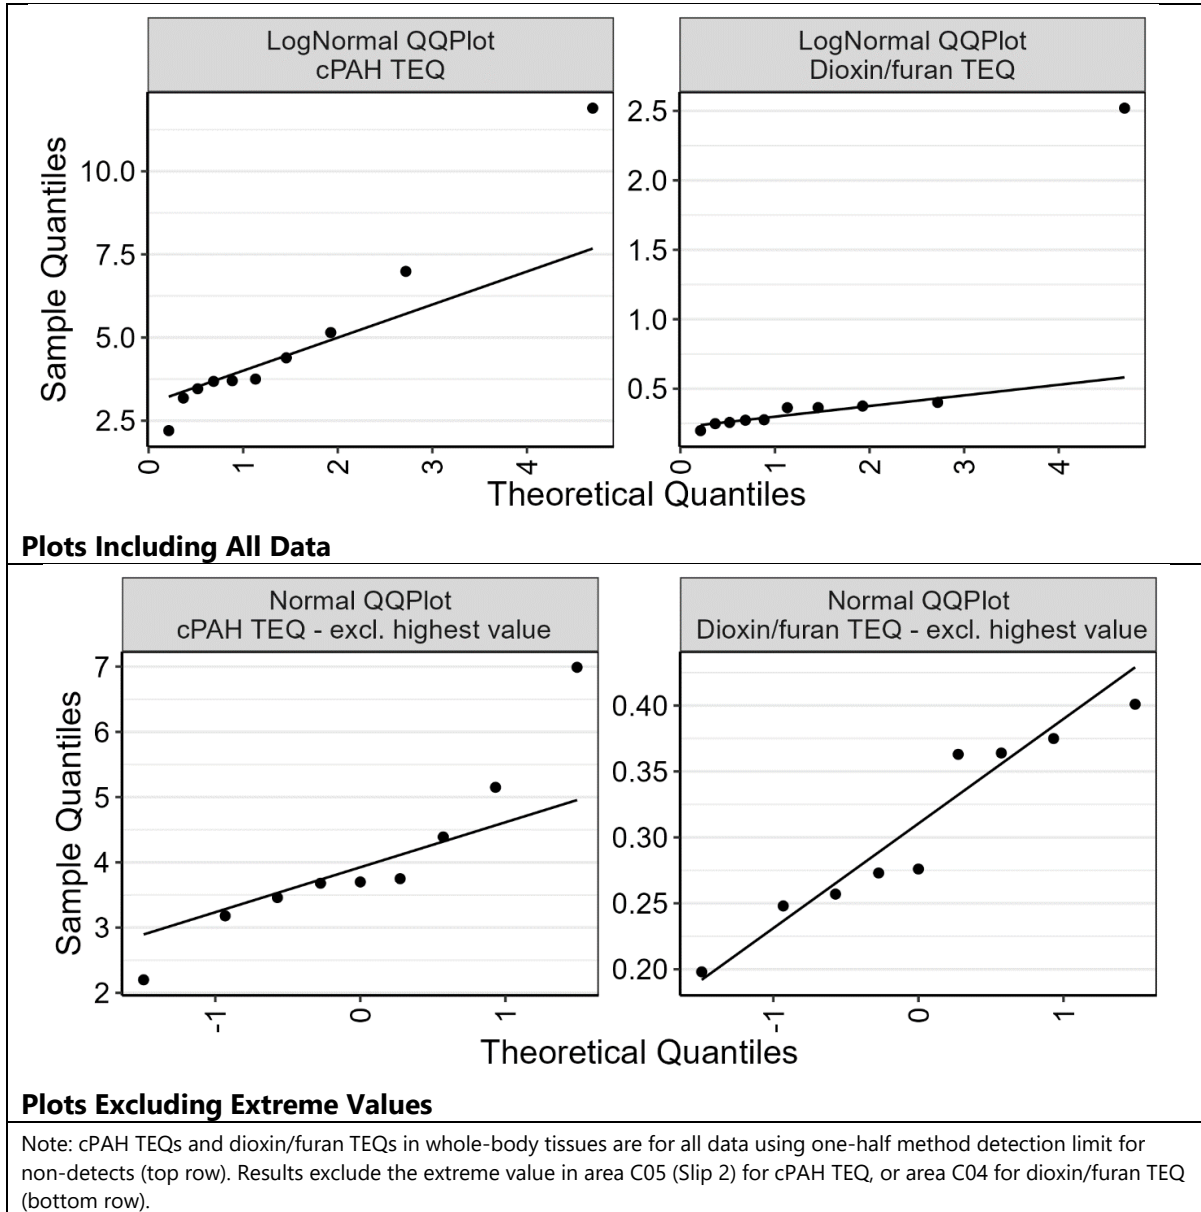 LogNormal QQPlot
cPAH TEQ
LogNormal QQPlot
Dioxin/furan TEQ
Sample Quantiles
10.0
7.5
5.0
2.5
0
1
2
3
4
2.5
2.0
1.5
1.0
0.5
0
1
2
3
4
Theoretical Quantiles
Plots Including All Data
Normal QQPlot
cPAH TEQ - excl. highest value
Normal QQPlot
Dioxin/furan TEQ - excl. highest value
Sample Quantiles
7
6
5
4
3
2
-1
0
1
0.40
0.35
0.30
0.25
0.20
-1
0
1
Theoretical Quantiles
Plots Excluding Extreme Values
Note: cPAH TEQs and dioxin/furan TEQs in whole-body tissues are for all data using one-half method detection limit for
non-detects (top row). Results exclude the extreme value in area C05 (Slip 2) for cPAH TEQ, or area C04 for dioxin/furan TEQ
(bottom row).